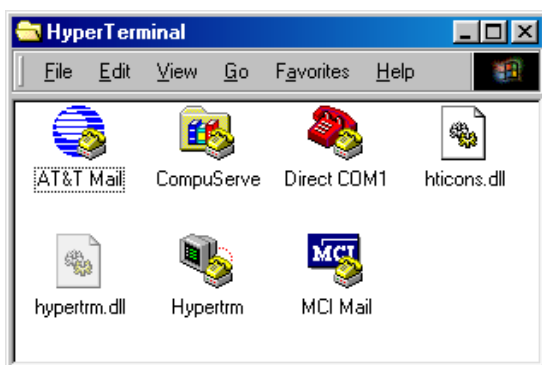 HyperTerminal
File Edit View Go Favorites Help
AT&T Mail CompuServe Direct COM1 hticons.dll
MCI
hypertrm.dll Hypertrm MCI Mail